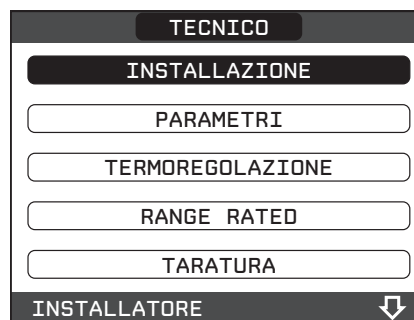 TECNICO
INSTALLAZIONE
PARAMETRI
TERMOREGOLAZIONE
RANGE RATED
TARATURA
INSTALLATORE